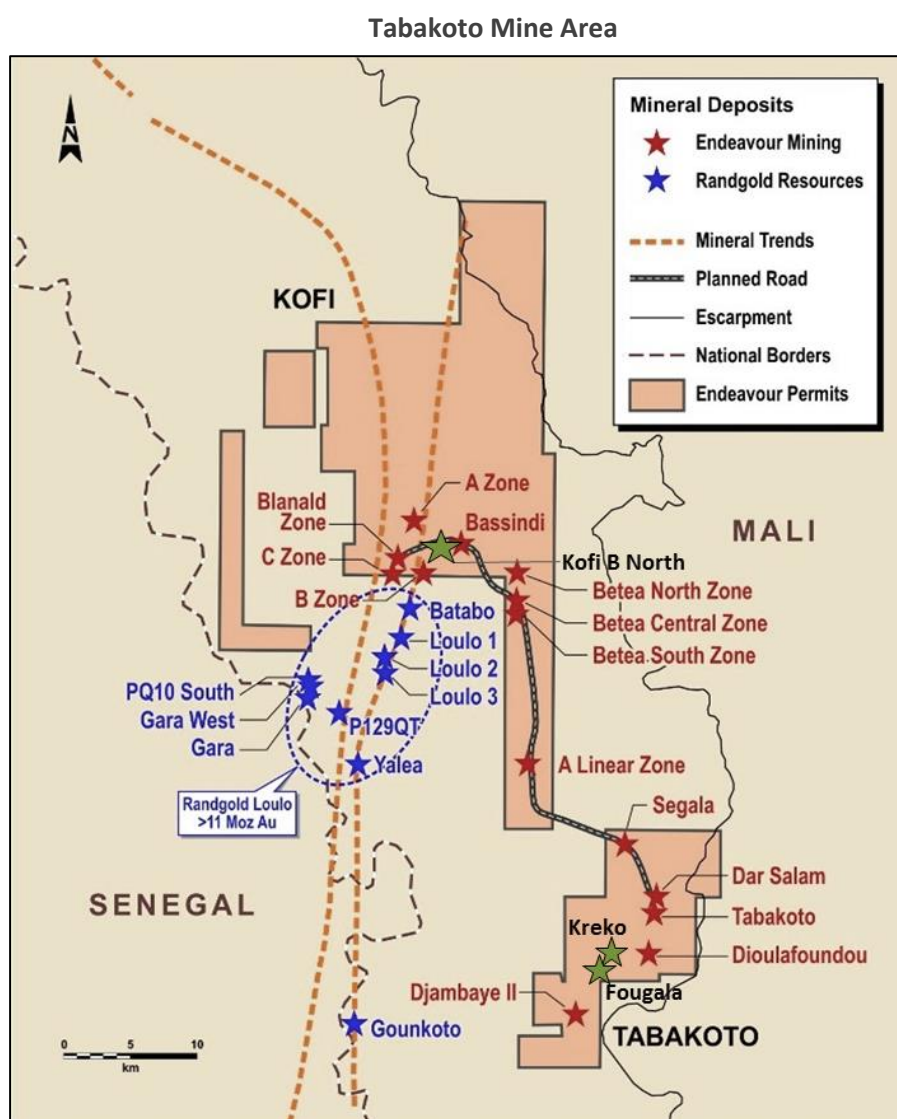 Tabakoto Mine Area
N
Mineral Deposits
Endeavour Mining
Randgold Resources
Mineral Trends
Planned Road
Escarpment
National Borders
Endeavour Permits
KOFI
A Zone
Blanald
Zone
Bassindi
MALI
C Zone
Kofi B North
B Zone
Betea North Zone
Batabo
Betea Central Zone
Loulo 1
Betea South Zone
Loulo 2
PQ10 South
Loulo 3
Gara West
P129QT
Gara
Yalea
A Linear Zone
Randgold Loulo
>11 Moz Au
Segala
SENEGAL
Dar Salam
Tabakoto
Kreko
Dioulafoundou
Fougala
Djambaye II
Gounkoto
TABAKOTO
0 5 10
km